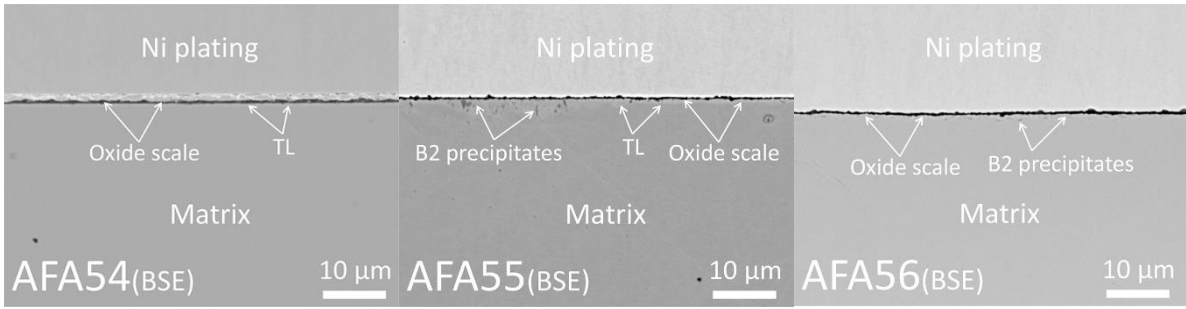 Ni plating
Oxide scale
TL
Matrix
AFA54(BSE)
10 μm
Ni plating
B2 precipitates
TL
Oxide scale
Matrix
AFA55(BSE)
10 μm
Ni plating
Oxide scale
B2 precipitates
Matrix
AFA56(BSE)
10 μm